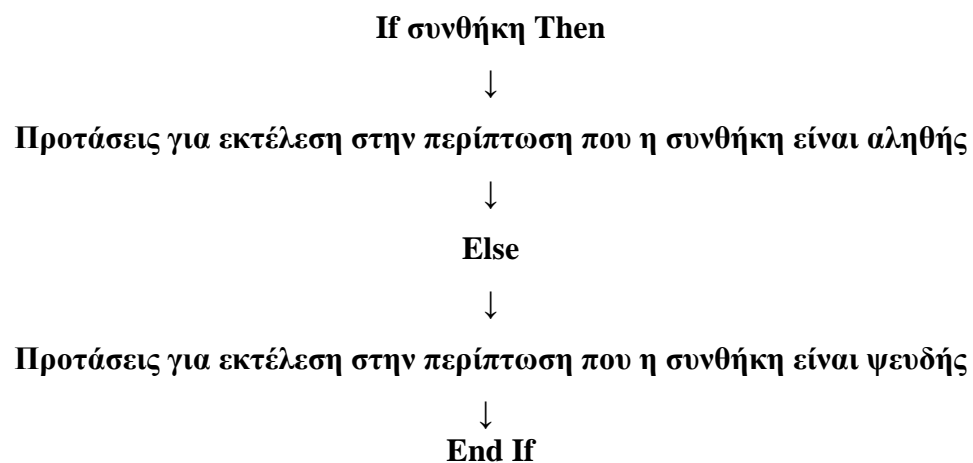 If συνθήκη Then
↓
Προτάσεις για εκτέλεση στην περίπτωση που η συνθήκη είναι αληθής
↓
Else
↓
Προτάσεις για εκτέλεση στην περίπτωση που η συνθήκη είναι ψευδής
↓
End If